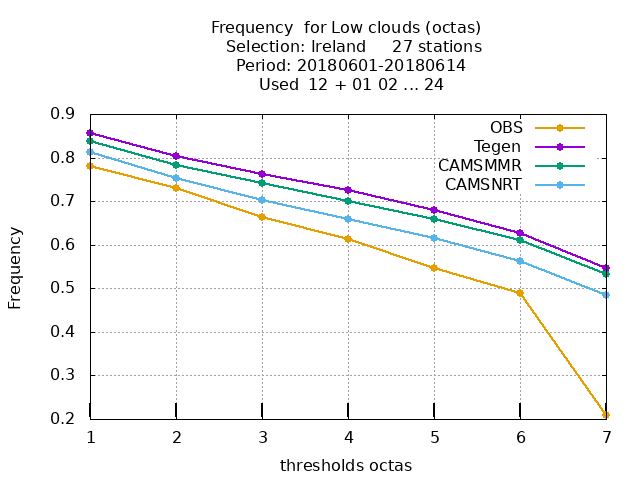 Frequency  for Low clouds (octas)
Selection: Ireland     27 stations
Period: 20180601-20180614
Used  12 + 01 02 ... 24
OBS
Tegen
CAMSMMR
CAMSNRT
Frequency
0.9
0.8
0.7
0.6
0.5
0.4
0.3
0.2
1 2 3 4 5 6 7
thresholds octas